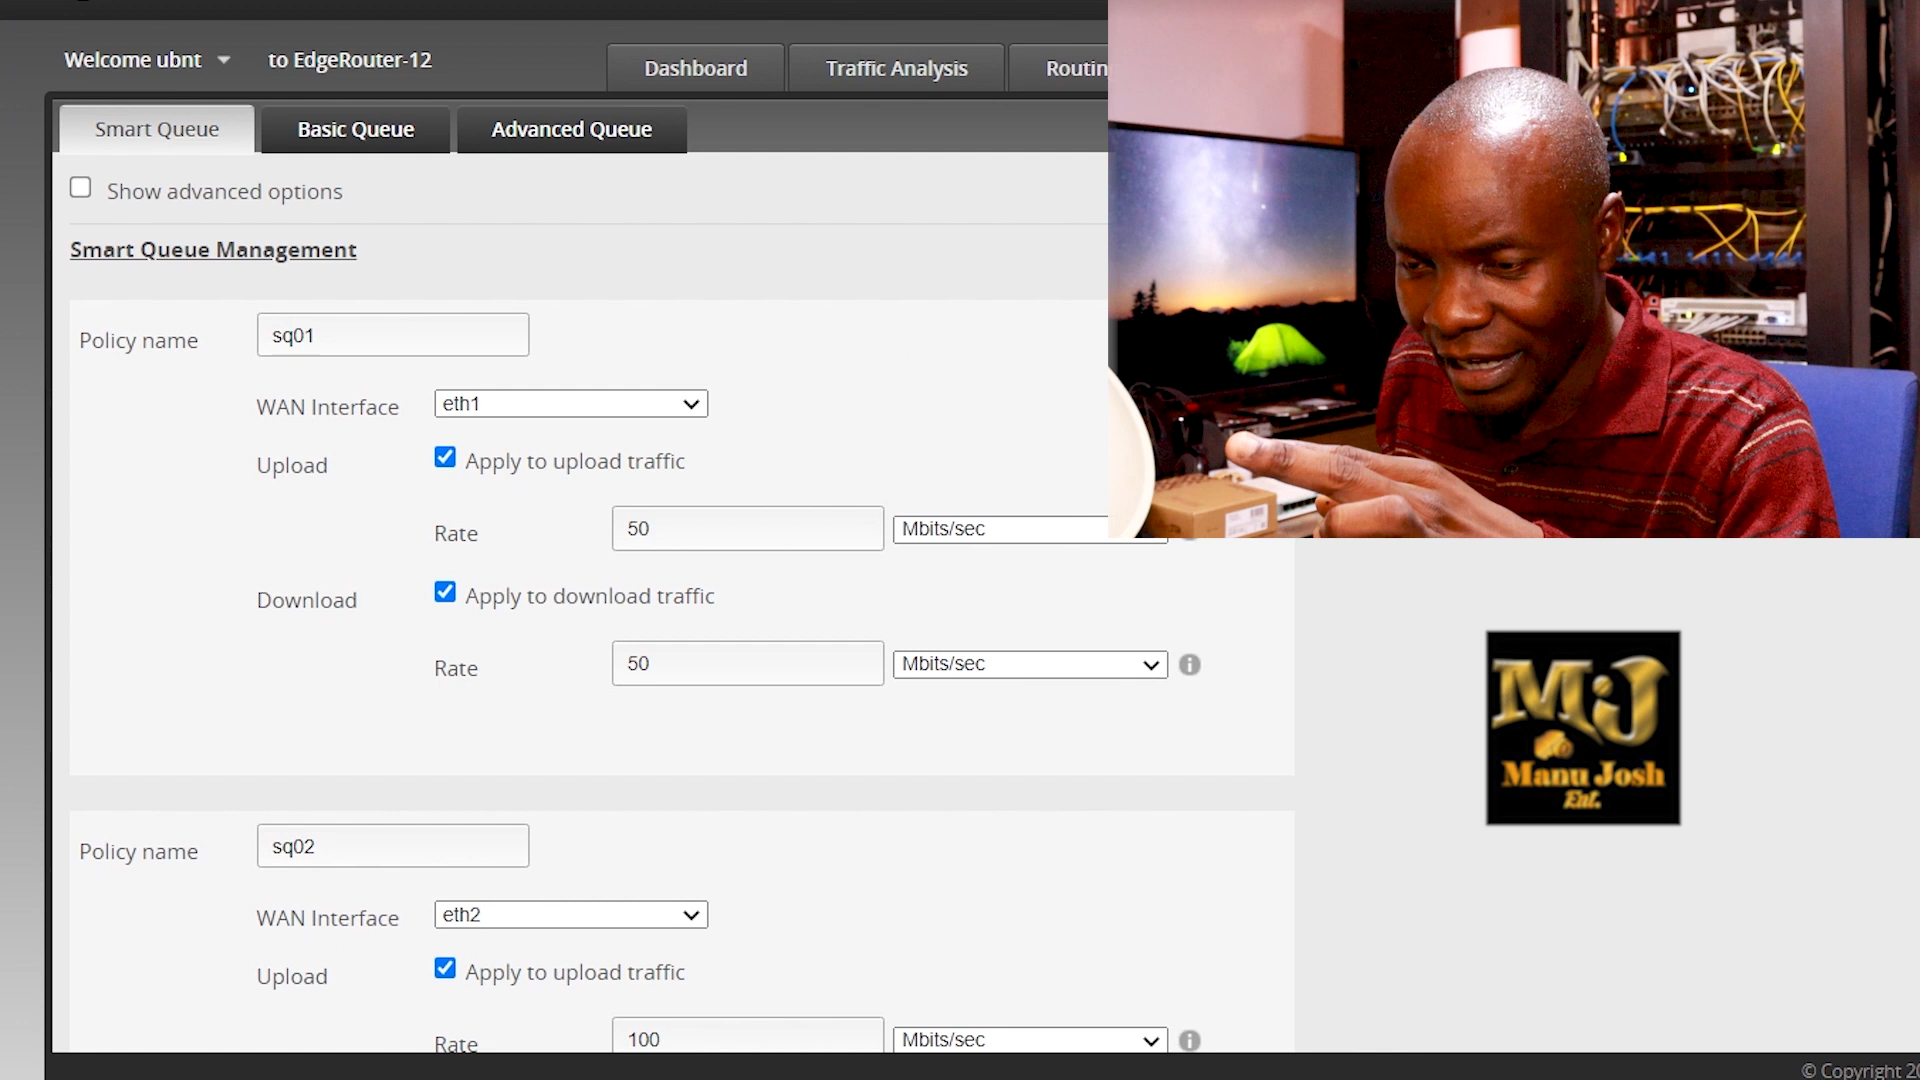 Welcome ubnt to EdgeRouter-12
Dashboard
Traffic Analysis
Routin
Smart Queue
Basic Queue
Advanced Queue
Show advanced options
Smart Queue Management
Policy name sq01
WAN Interface eth1
Upload Apply to upload traffic
Rate 50 Mbits/sec
Download Apply to download traffic
Rate 50 Mbits/sec
MJ
Manu Josh
Ent.
Policy name sq02
WAN Interface eth2
Upload Apply to upload traffic
Rate 100 Mbits/sec
© Copyright 20